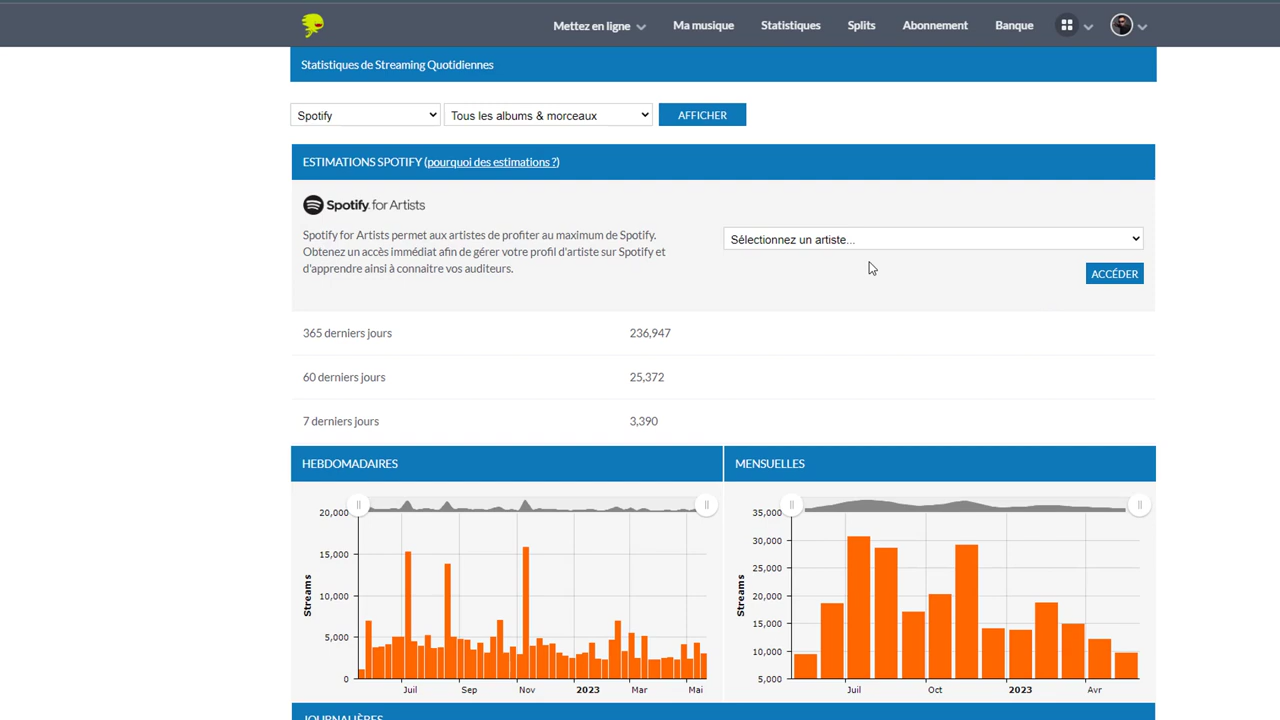 Mettez en ligne Ma musique Statistiques Splits Abonnement Banque
Statistiques de Streaming Quotidiennes
Spotify Tous les albums & morceaux AFFICHER
ESTIMATIONS SPOTIFY (pourquoi des estimations ?)
Spotify for Artists
Spotify for Artists permet aux artistes de profiter au maximum de Spotify.
Obtenez un accès immédiat afin de gérer votre profil d'artiste sur Spotify et
d'apprendre ainsi à connaitre vos auditeurs.
Sélectionnez un artiste...
ACCÉDER
365 derniers jours 236,947
60 derniers jours 25,372
7 derniers jours 3,390
HEBDOMADAIRES
20,000
15,000
10,000
5,000
0
Streams
Juil Sep Nov 2023 Mar Mai
MENSUELLES
35,000
30,000
25,000
20,000
15,000
10,000
5,000
Streams
Juil Oct 2023 Avr
JOURNALIÈRES